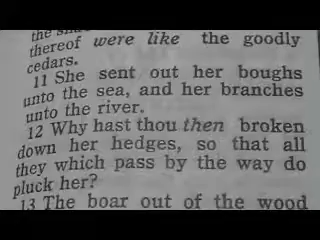 the
thereof were like the goodly
cedars.
11 She sent out her boughs
unto the sea, and her branches
unto the river.
12 Why hast thou then broken
down her hedges, so that all
they which pass by the way do
pluck her?
13 The boar out of the wood